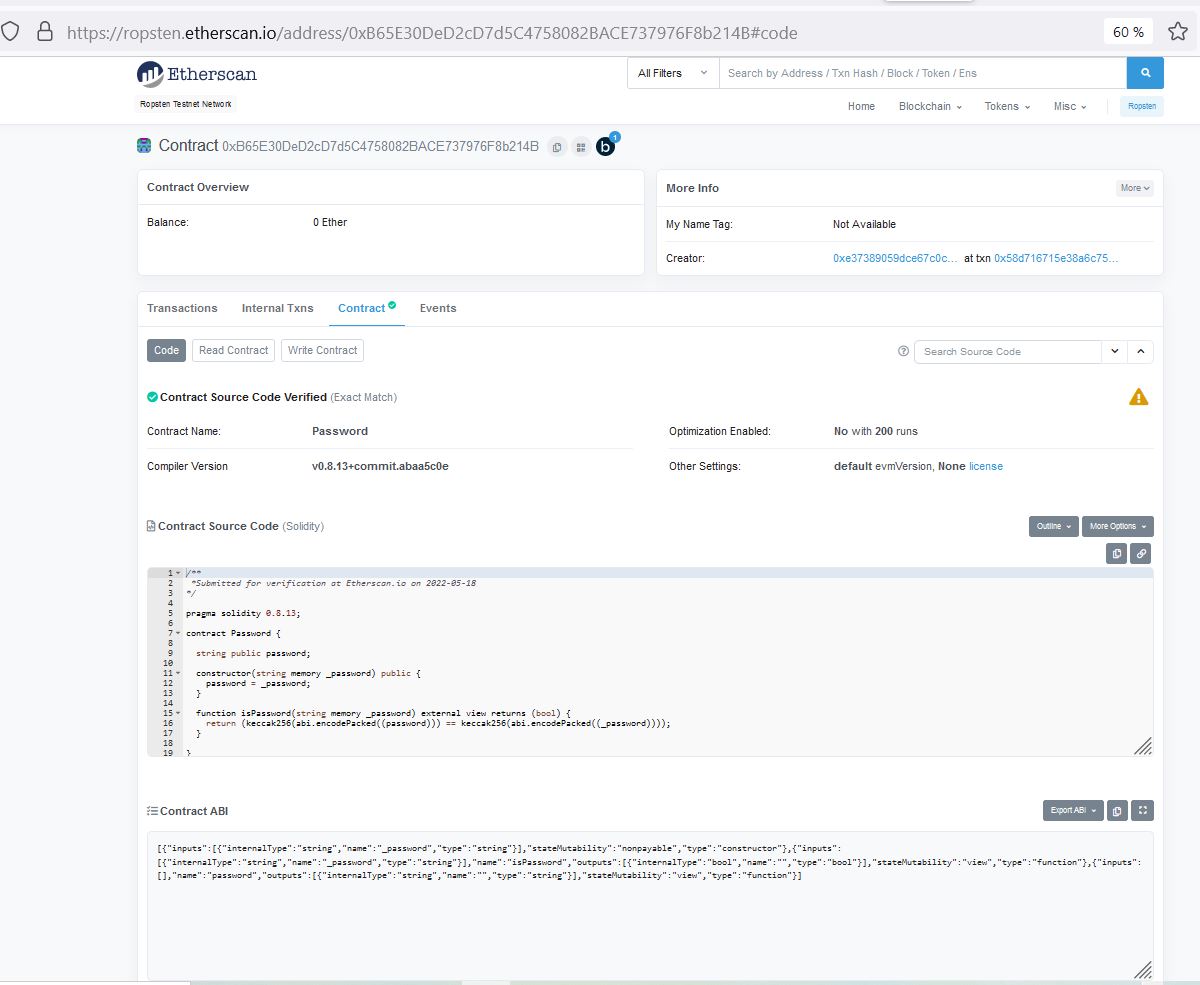 https://ropsten.etherscan.io/address/0xB65E30DeD2cD7d5C4758082BACE737976F8b214B#code
60 %
Etherscan
All Filters
Search by Address / Txn Hash / Block / Token / Ens
Ropsten Testnet Network
Home Blockchain Tokens Misc Ropsten
Contract 0xB65E30DeD2cD7d5C4758082BACE737976F8b214B
b
1
Contract Overview
Balance: 0 Ether
More Info
More
My Name Tag: Not Available
Creator: 0xe37389059dce67c0c... at txn 0x58d716715e38a6c75...
Transactions Internal Txns Contract Events
Code Read Contract Write Contract
Search Source Code
Contract Source Code Verified (Exact Match)
Contract Name: Password
Optimization Enabled: No with 200 runs
Compiler Version v0.8.13+commit.abaa5c0e
Other Settings: default evmVersion, None license
Contract Source Code (Solidity)
Outline More Options
1 /**
2 *Submitted for verification at Etherscan.io on 2022-05-18
3 */
4
5 pragma solidity 0.8.13;
6
7 contract Password {
8
9 string public password;
10
11 constructor(string memory _password) public {
12 password = _password;
13 }
14
15 function isPassword(string memory _password) external view returns (bool) {
16 return (keccak256(abi.encodePacked((password))) == keccak256(abi.encodePacked((_password))));
17 }
18
19 }
Contract ABI
Export ABI
[{"inputs":[{"internalType":"string","name":"_password","type":"string"}],"stateMutability":"nonpayable","type":"constructor"},{"inputs":
[{"internalType":"string","name":"_password","type":"string"}],"name":"isPassword","outputs":[{"internalType":"bool","name":"","type":"bool"}],"stateMutability":"view","type":"function"},{"inputs":
[],"name":"password","outputs":[{"internalType":"string","name":"","type":"string"}],"stateMutability":"view","type":"function"}]